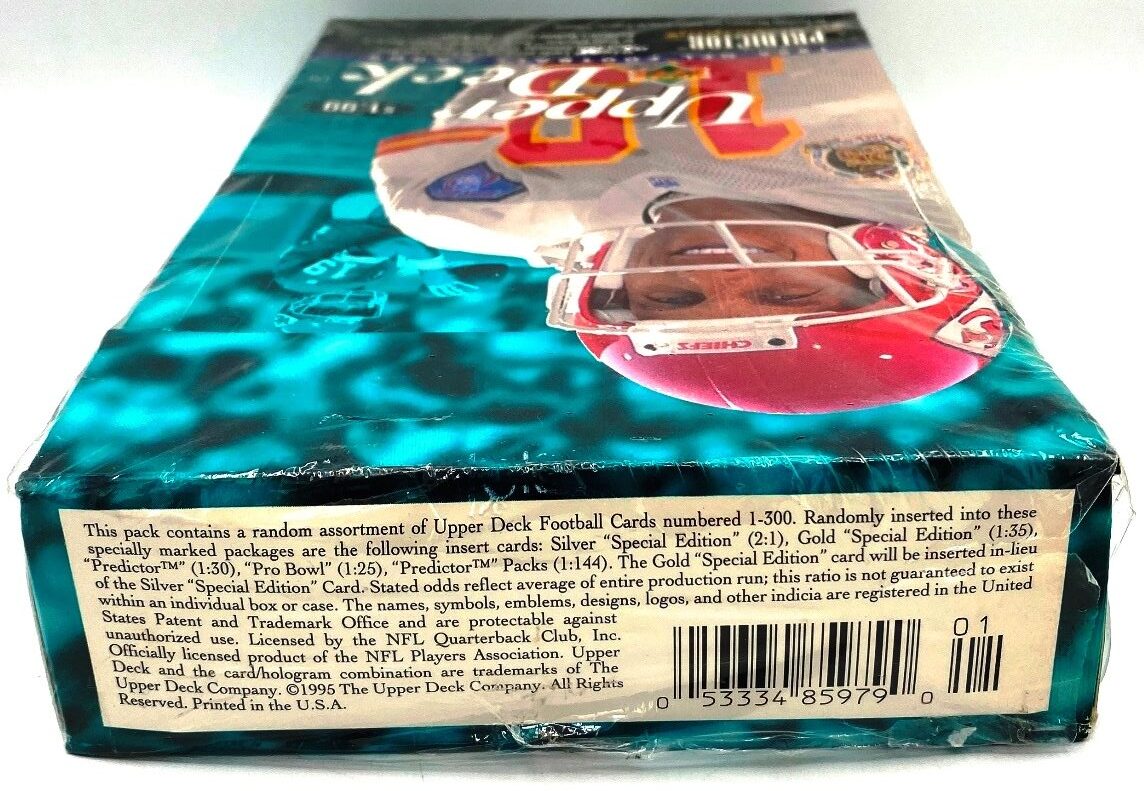 PREDICTOR
Upper
Deck
$1.99
CHIEFS
This pack contains a random assortment of Upper Deck Football Cards numbered 1-300. Randomly inserted into these
specially marked packages are the following insert cards: Silver "Special Edition" (2:1), Gold "Special Edition" (1:35),
"Predictor™" (1:30), "Pro Bowl" (1:25), "Predictor™" Packs (1:144). The Gold "Special Edition" card will be inserted in-lieu
of the Silver "Special Edition" Card. Stated odds reflect average of entire production run; this ratio is not guaranteed to exist
within an individual box or case. The names, symbols, emblems, designs, logos, and other indicia are registered in the United
States Patent and Trademark Office and are protectable against
unauthorized use. Licensed by the NFL Quarterback Club, Inc.
Officially licensed product of the NFL Players Association. Upper
Deck and the card/hologram combination are trademarks of The
Upper Deck Company. ©1995 The Upper Deck Company. All Rights
Reserved. Printed in the U.S.A.
01
0 53334 85979 0